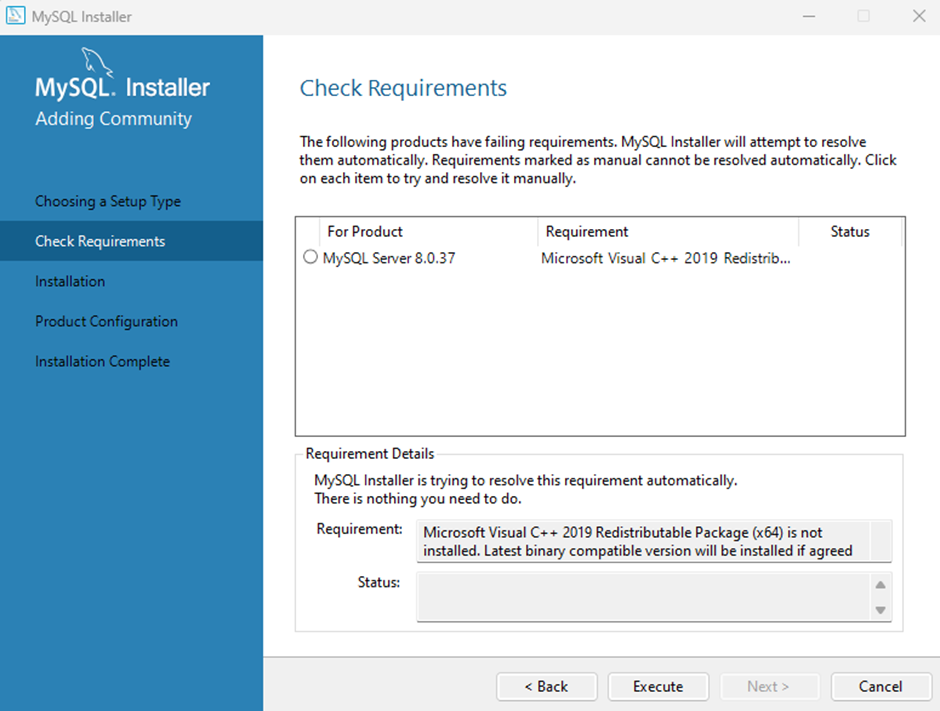 MySQL Installer
MySQL. Installer
Adding Community
Choosing a Setup Type
Check Requirements
Installation
Product Configuration
Installation Complete
Check Requirements
The following products have failing requirements. MySQL Installer will attempt to resolve
them automatically. Requirements marked as manual cannot be resolved automatically. Click
on each item to try and resolve it manually.
For Product Requirement Status
MySQL Server 8.0.37 Microsoft Visual C++ 2019 Redistrib...
Requirement Details
MySQL Installer is trying to resolve this requirement automatically.
There is nothing you need to do.
Requirement: Microsoft Visual C++ 2019 Redistributable Package (x64) is not
installed. Latest binary compatible version will be installed if agreed
Status:
< Back Execute Next > Cancel